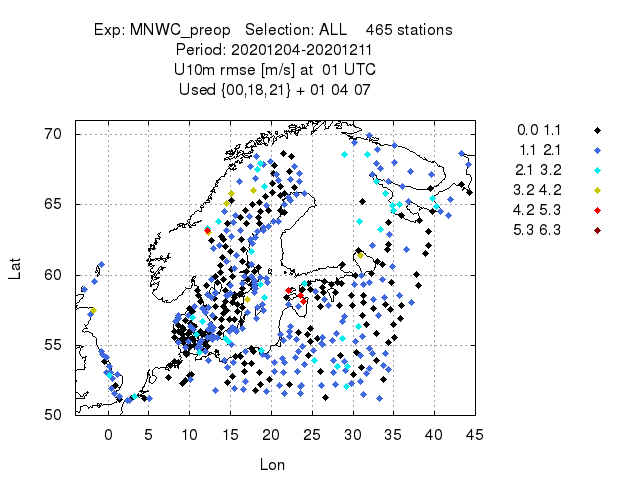 Exp: MNWC_preop   Selection: ALL    465 stations
Period: 20201204-20201211
U10m rmse [m/s] at  01 UTC
Used {00,18,21} + 01 04 07
70
65
60
55
50
Lat
0 5 10 15 20 25 30 35 40 45
Lon
0.0 1.1
1.1 2.1
2.1 3.2
3.2 4.2
4.2 5.3
5.3 6.3